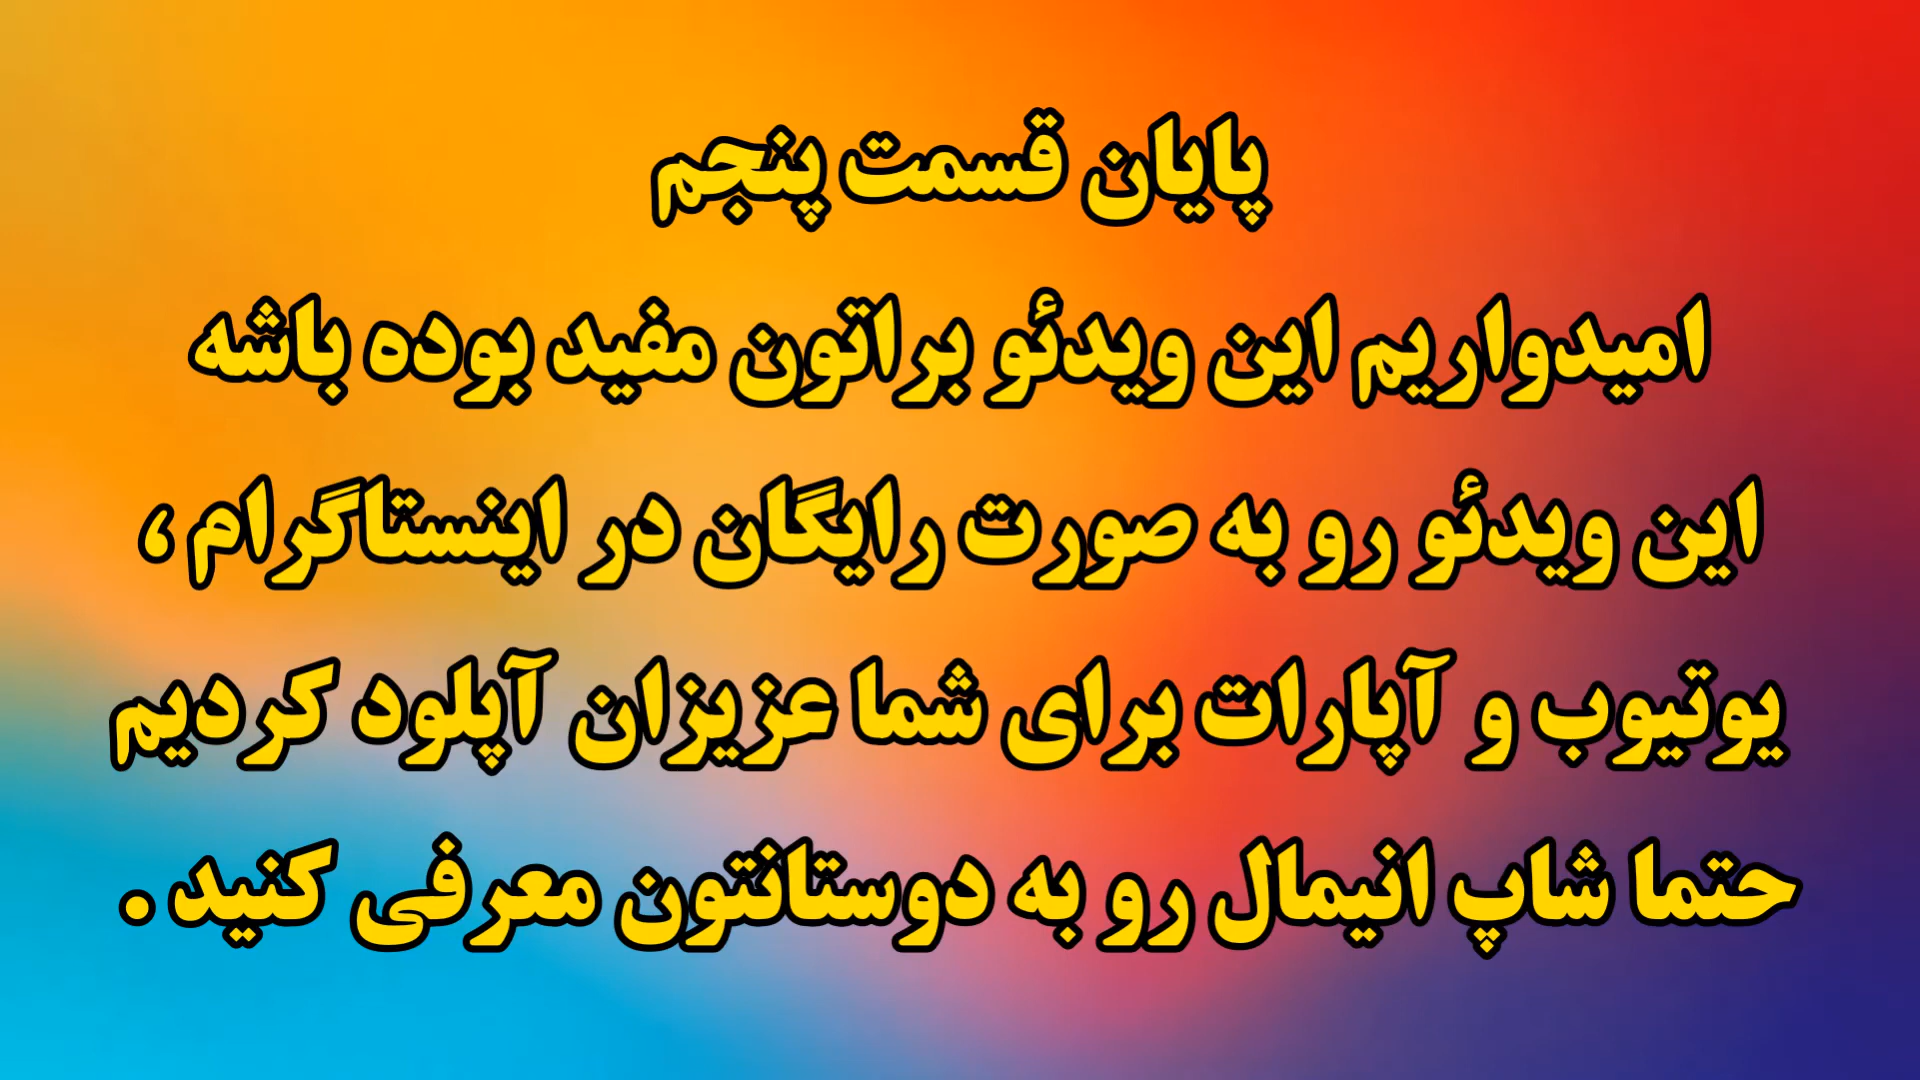 پایان قسمت پنجم
امیدواریم این ویدئو براتون مفید بوده باشه
این ویدئو رو به صورت رایگان در اینستاگرام ،
یوتیوب و آپارات برای شما عزیزان آپلود کردیم
حتما شاپ انیمال رو به دوستانتون معرفی کنید .